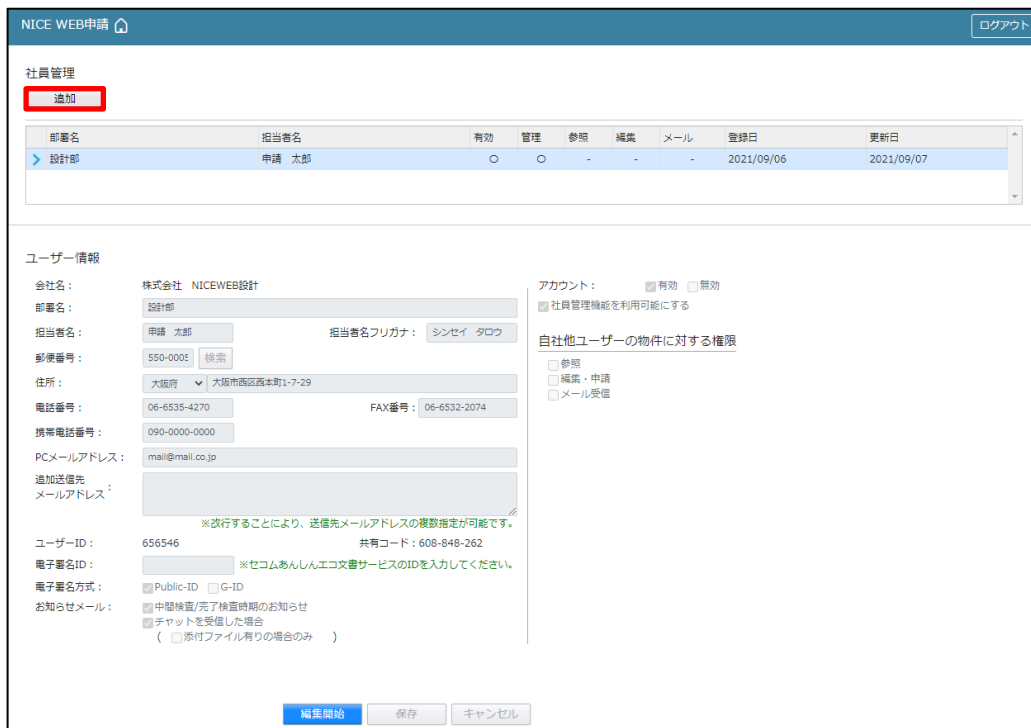 NICE WEB申請 ログアウト
社員管理
追加
部署名 担当者名 有効 管理 参照 編集 メール 登録日 更新日
設計部 申請 太郎 ○ ○ - - - 2021/09/06 2021/09/07
ユーザー情報
会社名： 株式会社 NICEWEB設計 アカウント： 有効 無効
部署名： 設計部 社員管理機能を利用可能にする
担当者名： 申請 太郎 担当者名フリガナ： シンセイ タロウ 自社他ユーザーの物件に対する権限
郵便番号： 550-0005 検索 参照
住所： 大阪府 大阪市西区西本町1-7-29 編集・申請
電話番号： 06-6535-4270 FAX番号： 06-6532-2074 メール受信
携帯電話番号： 090-0000-0000
PCメールアドレス： mail@mail.co.jp
追加送信先
メールアドレス：
※改行することにより、送信先メールアドレスの複数指定が可能です。
ユーザーID： 656546 共有コード：608-848-262
電子署名ID： ※セコムあんしんエコ文書サービスのIDを入力してください。
電子署名方式： Public-ID G-ID
お知らせメール： 中間検査/完了検査時期のお知らせ
チャットを受信した場合
( 添付ファイル有りの場合のみ )
編集開始 保存 キャンセル